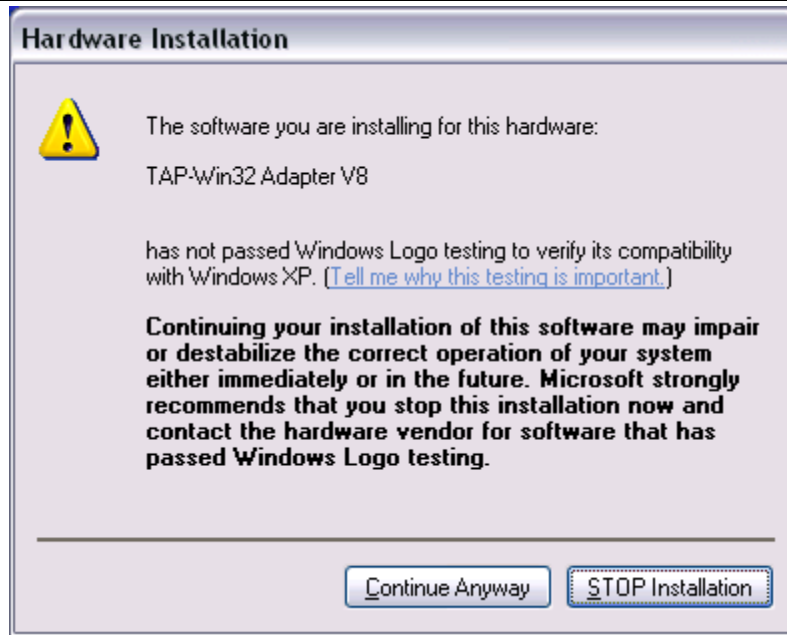 Hardware Installation
The software you are installing for this hardware:
TAP-Win32 Adapter V8
has not passed Windows Logo testing to verify its compatibility
with Windows XP. (Tell me why this testing is important.)
Continuing your installation of this software may impair
or destabilize the correct operation of your system
either immediately or in the future. Microsoft strongly
recommends that you stop this installation now and
contact the hardware vendor for software that has
passed Windows Logo testing.
Continue Anyway
STOP Installation